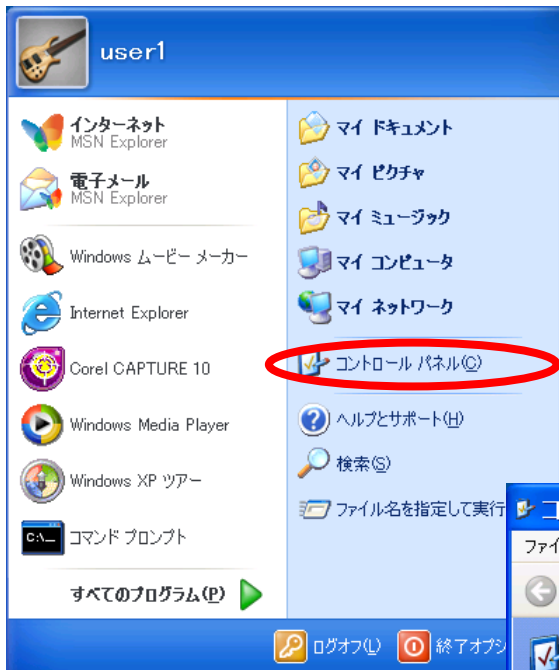 user1
インターネット
MSN Explorer
電子メール
MSN Explorer
Windows ムービー メーカー
Internet Explorer
Corel CAPTURE 10
Windows Media Player
Windows XP ツアー
C:\_
コマンド プロンプト
すべてのプログラム(P)
マイ ドキュメント
マイ ピクチャ
マイ ミュージック
マイ コンピュータ
マイ ネットワーク
コントロール パネル(C)
ヘルプとサポート(H)
検索(S)
ファイル名を指定して実行
ログオフ(L)
終了オプシ
コ
ファイ